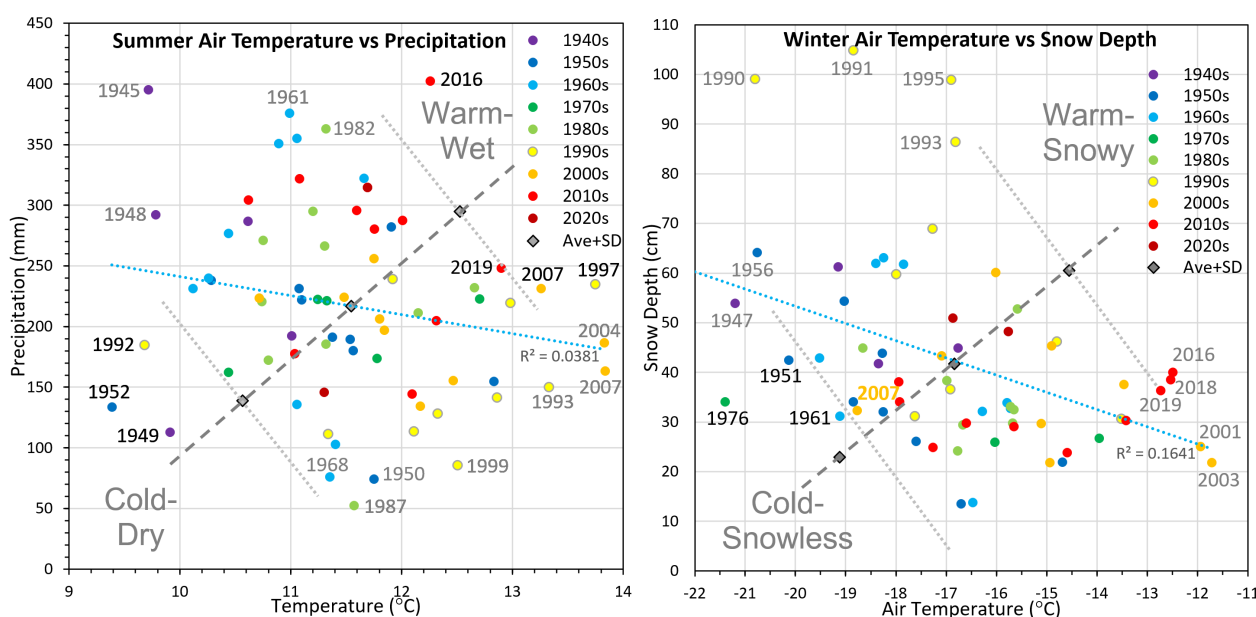 Summer Air Temperature vs Precipitation
450
400
350
300
250
200
150
100
50
0
Precipitation (mm)
9
10
11
12
13
14
Temperature (°C)
1940s
1950s
1960s
1970s
1980s
1990s
2000s
2010s
2020s
Ave+SD
1945
1961
1982
2016
Warm-
Wet
1948
2019
2007
1997
1992
2004
R² = 0.0381
2007
1952
1993
1949
1968
1950
1999
1987
Cold-
Dry
Winter Air Temperature vs Snow Depth
110
100
90
80
70
60
50
40
30
20
10
0
Snow Depth (cm)
-22
-21
-20
-19
-18
-17
-16
-15
-14
-13
-12
-11
Air Temperature (°C)
1940s
1950s
1960s
1970s
1980s
1990s
2000s
2010s
2020s
Ave+SD
1990
1991
1995
1993
Warm-
Snowy
1956
1947
1951
2016
2018
2019
1976
1961
2007
2001
R² = 0.1641
2003
Cold-
Snowless